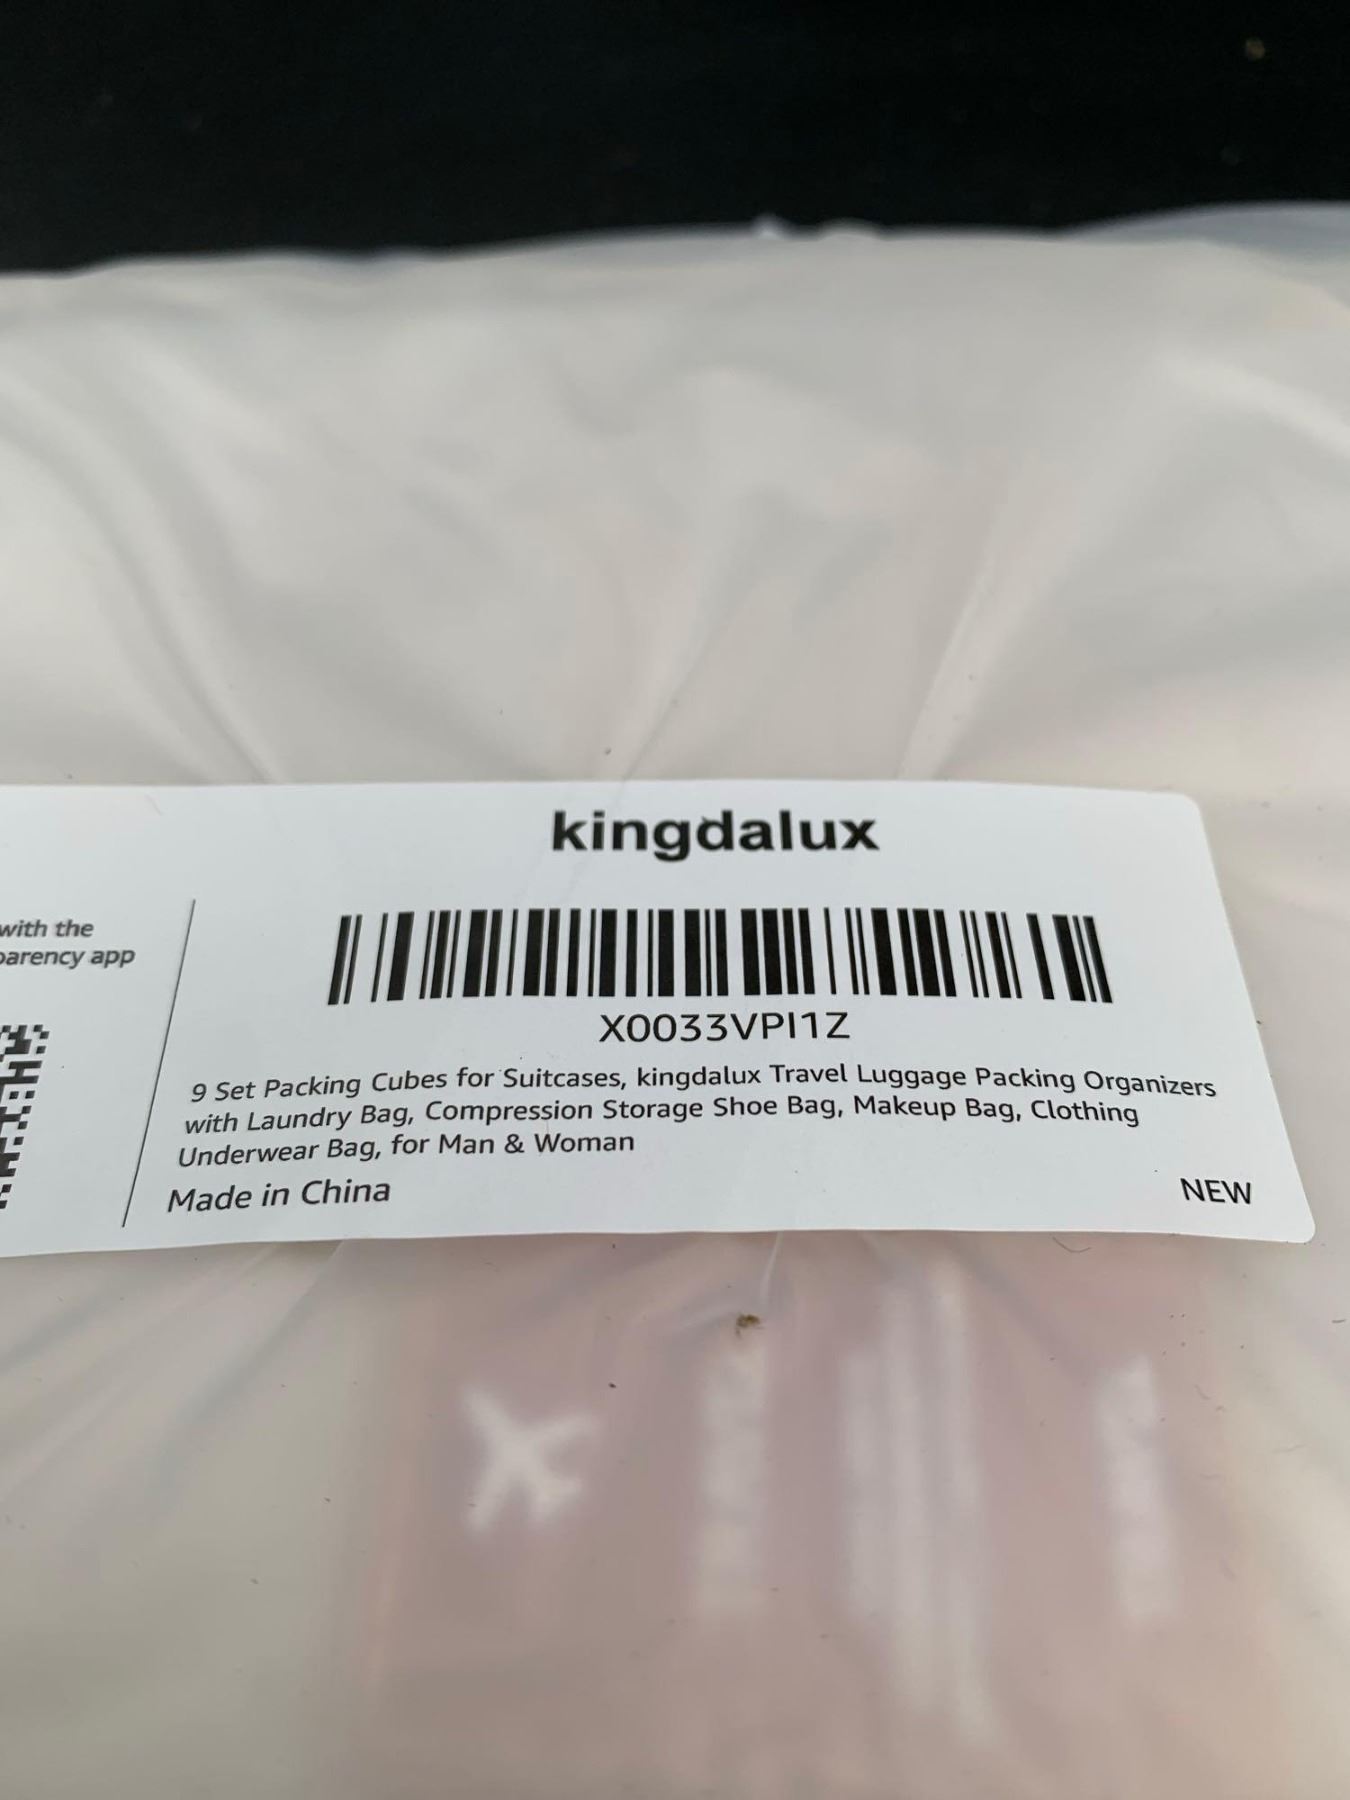 kingdalux
with the
parency app
X0033VPI1Z
9 Set Packing Cubes for Suitcases, kingdalux Travel Luggage Packing Organizers
with Laundry Bag, Compression Storage Shoe Bag, Makeup Bag, Clothing
Underwear Bag, for Man & Woman
Made in China
NEW